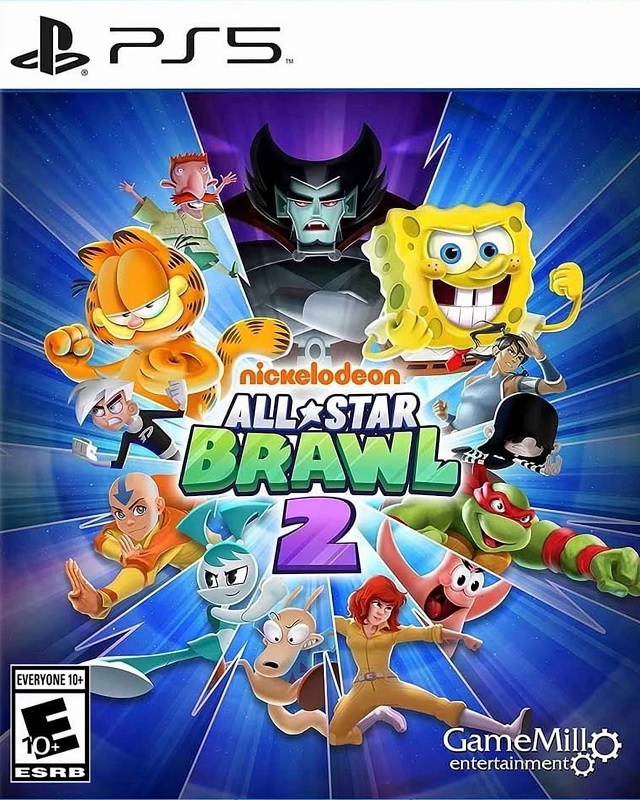 PS5
nickelodeon
ALL★STAR
BRAWL
2
EVERYONE 10+
E
10+
ESRB
GameMill
entertainment